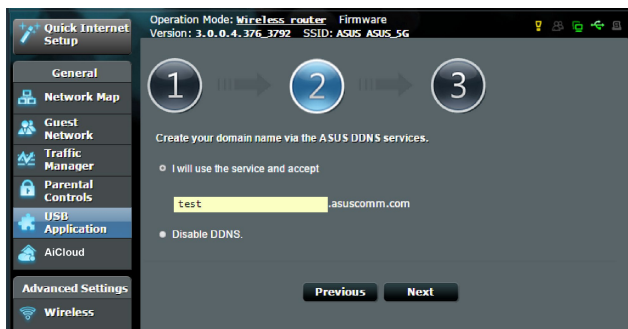 Quick Internet
Setup
Operation Mode: Wireless router Firmware
Version: 3.0.0.4.376_3792 SSID: ASUS ASUS_5G
General
Network Map
Guest
Network
Traffic
Manager
Parental
Controls
USB
Application
AiCloud
Advanced Settings
Wireless
1 2 3
Create your domain name via the ASUS DDNS services.
I will use the service and accept
test .asuscomm.com
Disable DDNS.
Previous Next